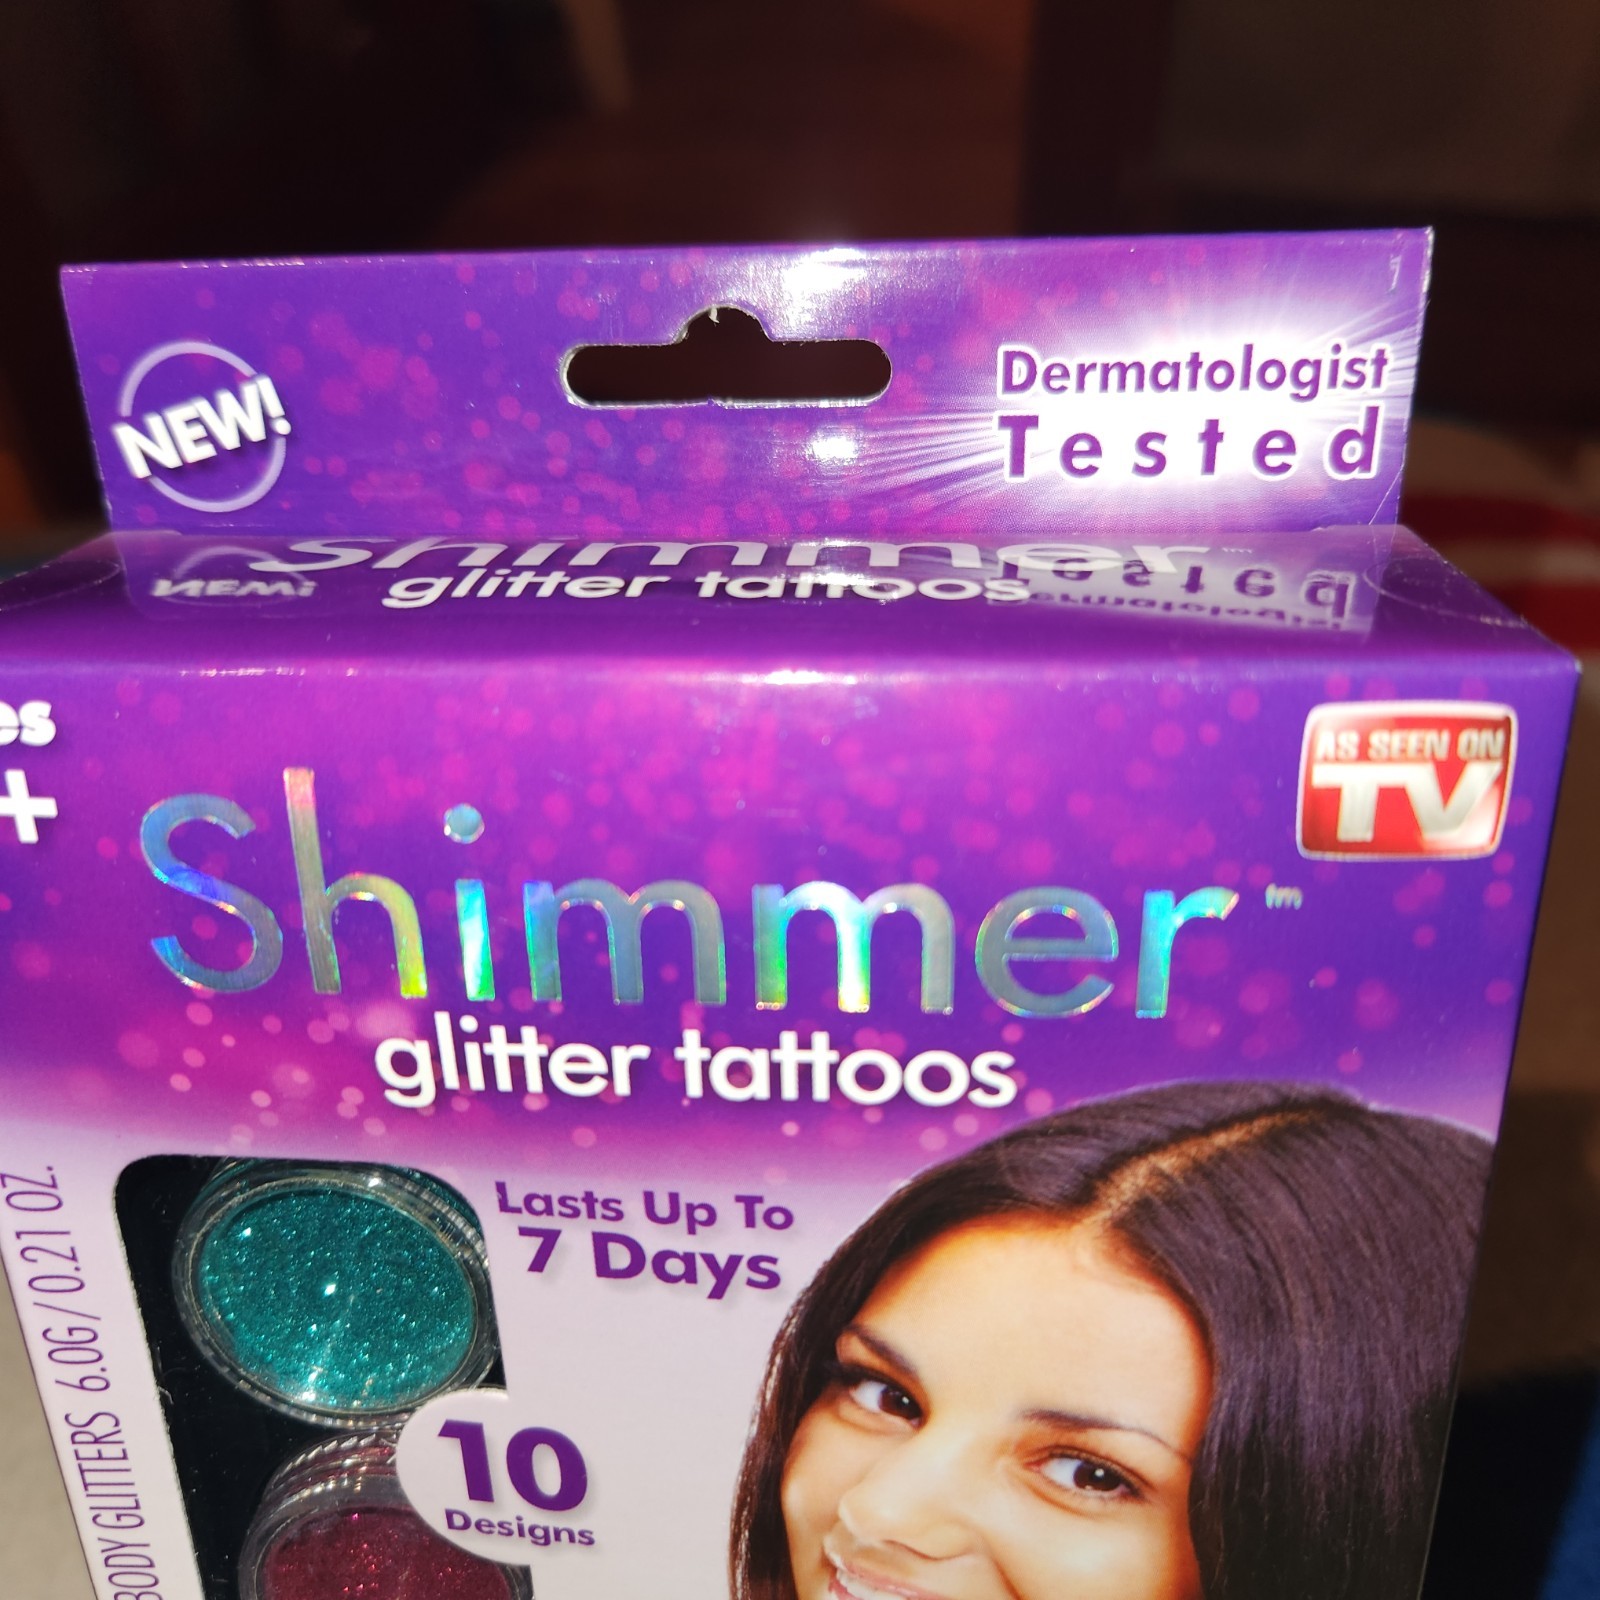 NEW!
Dermatologist
Tested
Shimmer
glitter tattoos
es
+
AS SEEN ON
TV
Shimmer tm
glitter tattoos
Lasts Up To
7 Days
10
Designs
BODY GLITTERS 6.0G / 0.21 OZ.